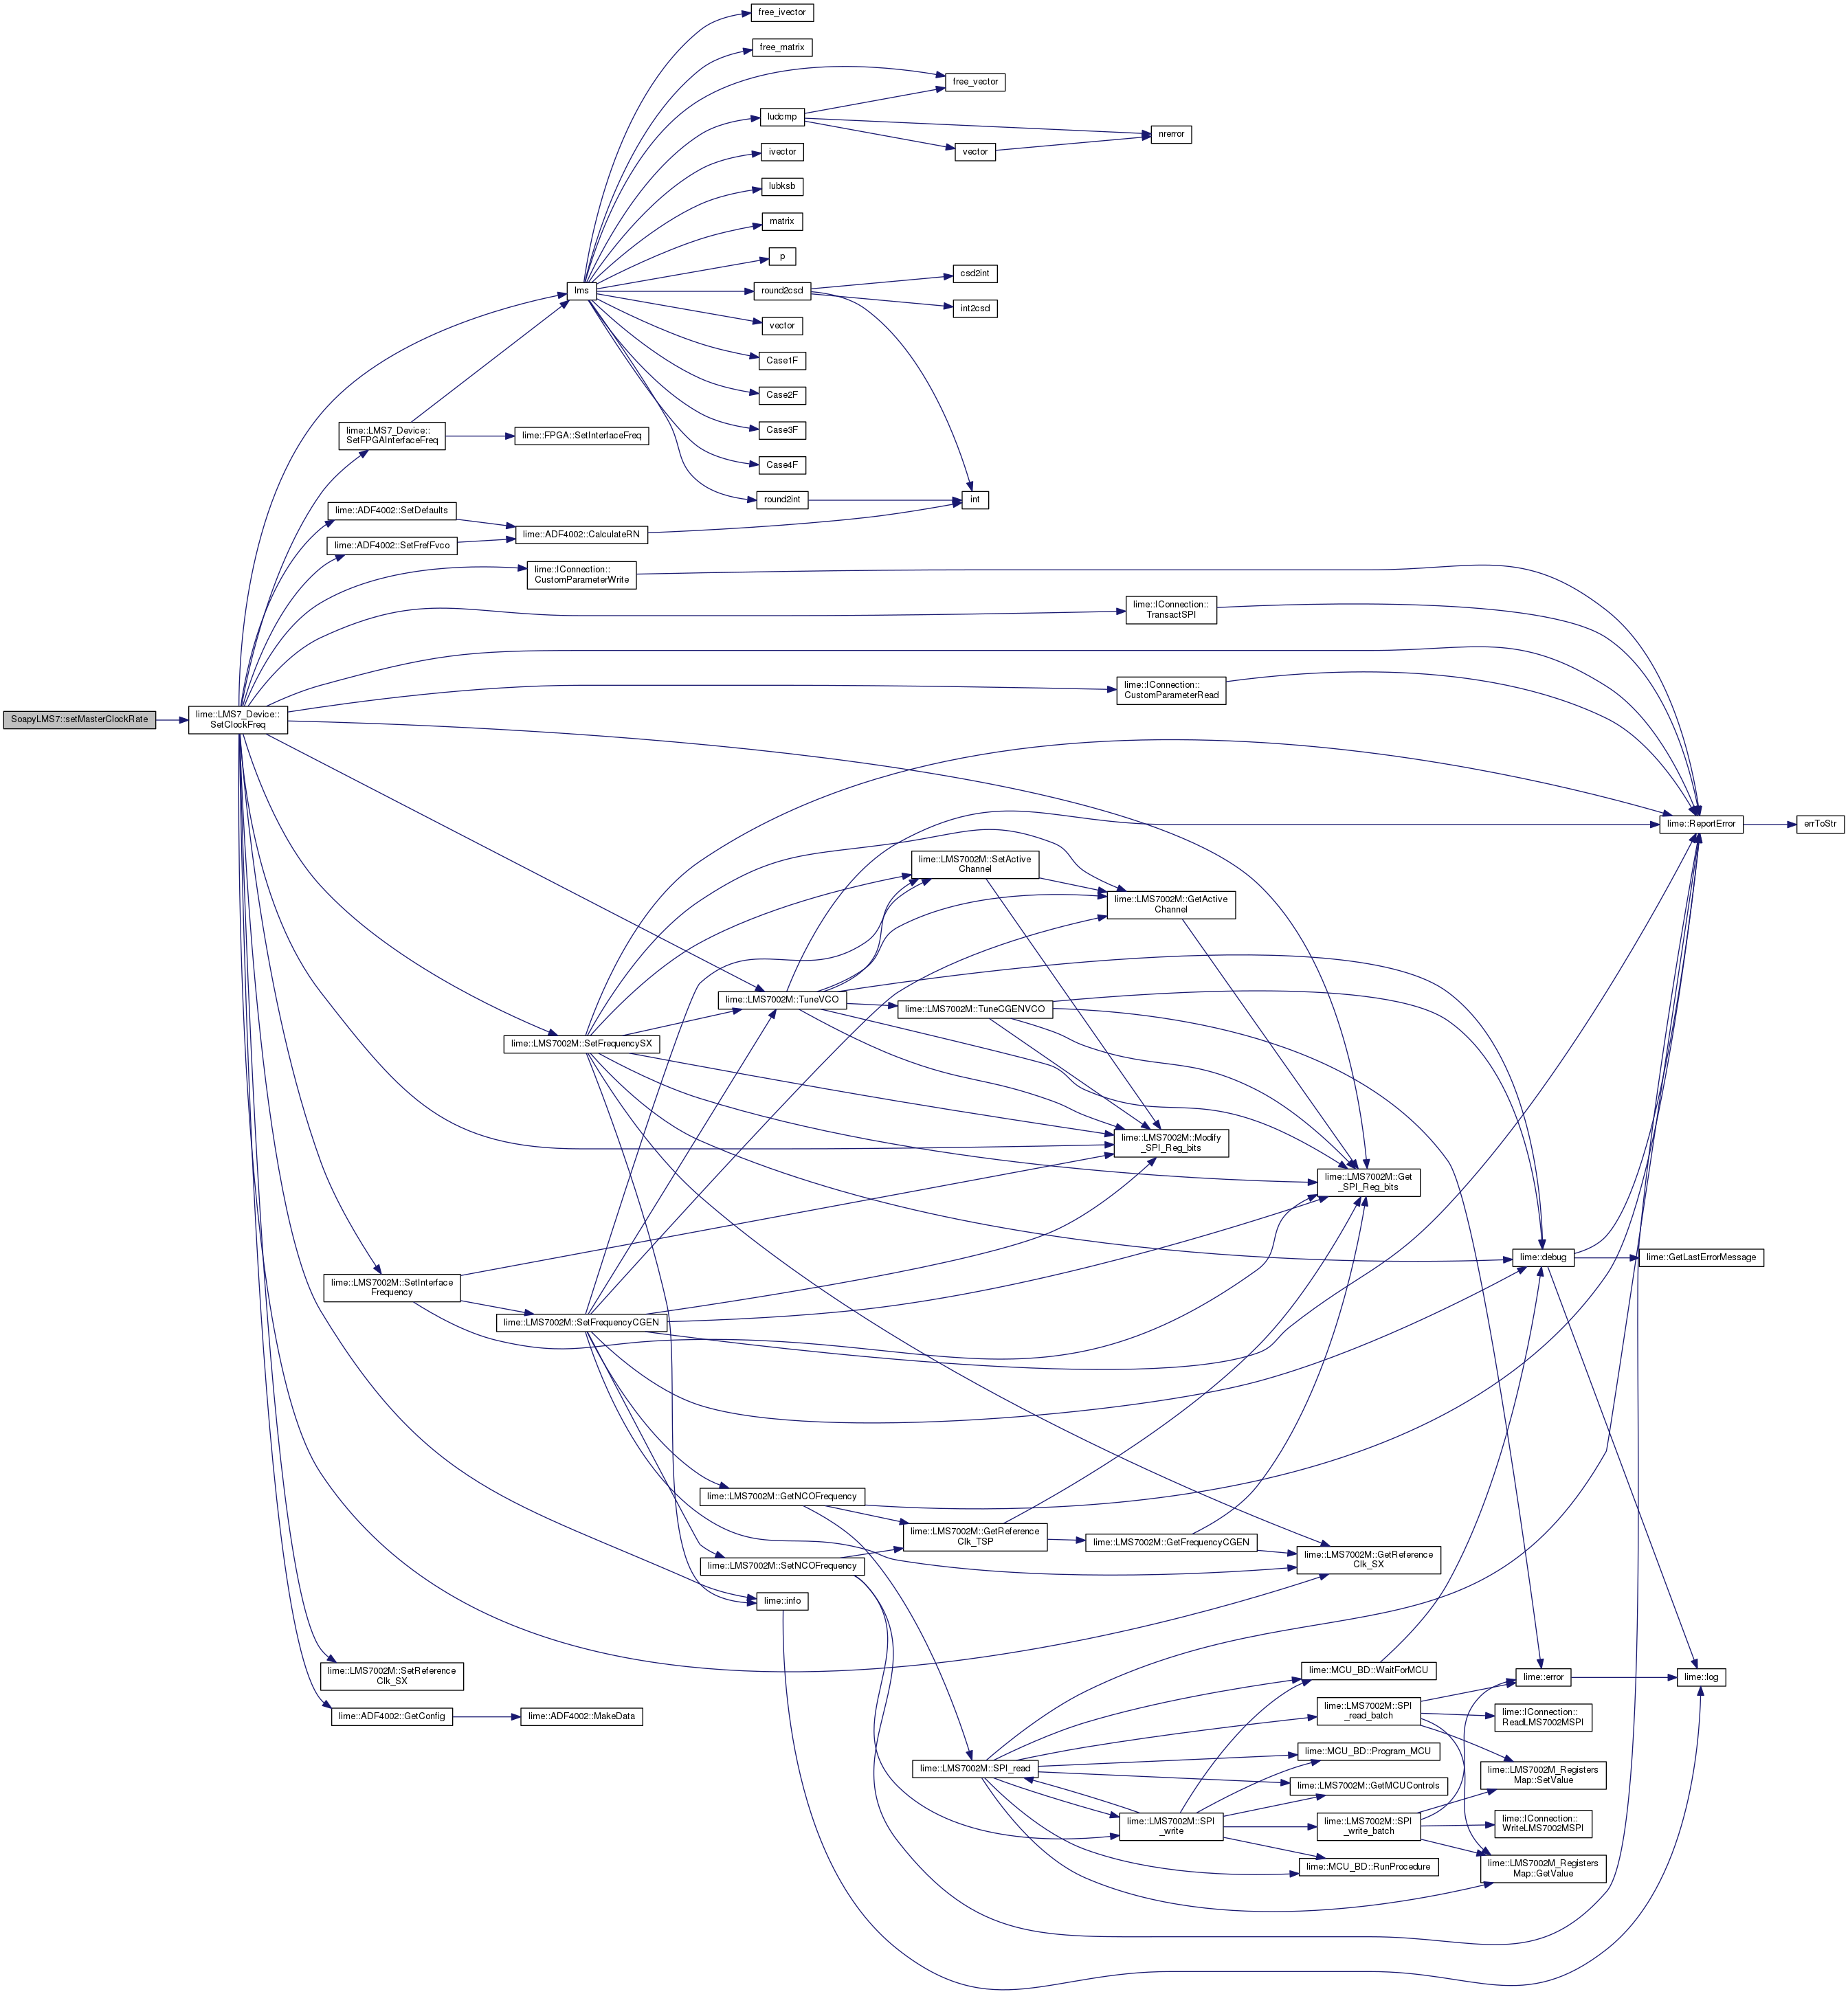 free_ivector
free_matrix
free_vector
ludcmp
nrerror
ivector
vector
lubksb
matrix
p
csd2int
lms
round2csd
int2csd
vector
Case1F
Case2F
lime::LMS7_Device::
SetFPGAInterfaceFreq
lime::FPGA::SetInterfaceFreq
Case3F
Case4F
round2int
int
lime::ADF4002::SetDefaults
lime::ADF4002::CalculateRN
lime::ADF4002::SetFrefFvco
lime::IConnection::
CustomParameterWrite
lime::IConnection::
TransactSPI
lime::IConnection::
CustomParameterRead
SoapyLMS7::setMasterClockRate
lime::LMS7_Device::
SetClockFreq
lime::ReportError
errToStr
lime::LMS7002M::SetActive
Channel
lime::LMS7002M::GetActive
Channel
lime::LMS7002M::TuneVCO
lime::LMS7002M::TuneCGENVCO
lime::LMS7002M::SetFrequencySX
lime::LMS7002M::Modify
_SPI_Reg_bits
lime::LMS7002M::Get
_SPI_Reg_bits
lime::debug
lime::GetLastErrorMessage
lime::LMS7002M::SetInterface
Frequency
lime::LMS7002M::SetFrequencyCGEN
lime::LMS7002M::GetNCOFrequency
lime::LMS7002M::GetReference
Clk_TSP
lime::LMS7002M::GetFrequencyCGEN
lime::LMS7002M::GetReference
Clk_SX
lime::LMS7002M::SetNCOFrequency
lime::info
lime::LMS7002M::SetReference
Clk_SX
lime::MCU_BD::WaitForMCU
lime::error
lime::log
lime::ADF4002::GetConfig
lime::ADF4002::MakeData
lime::LMS7002M::SPI
_read_batch
lime::IConnection::
ReadLMS7002MSPI
lime::MCU_BD::Program_MCU
lime::LMS7002M::SPI_read
lime::LMS7002M::GetMCUControls
lime::LMS7002M_Registers
Map::SetValue
lime::LMS7002M::SPI
_write
lime::LMS7002M::SPI
_write_batch
lime::IConnection::
WriteLMS7002MSPI
lime::MCU_BD::RunProcedure
lime::LMS7002M_Registers
Map::GetValue